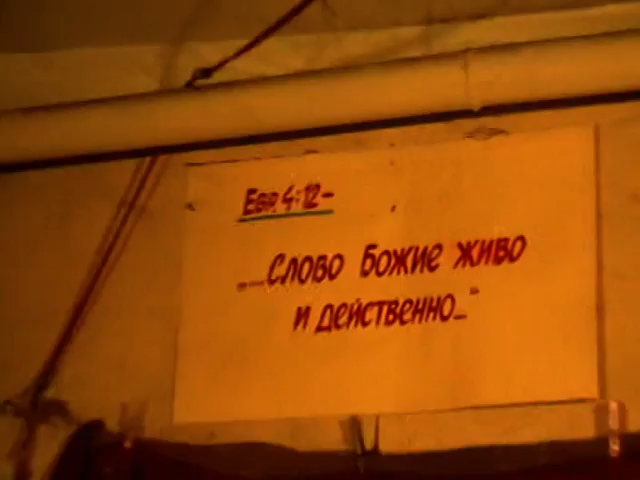 Евр. 4:12-
„...Слово Божие живо
и действенно..."